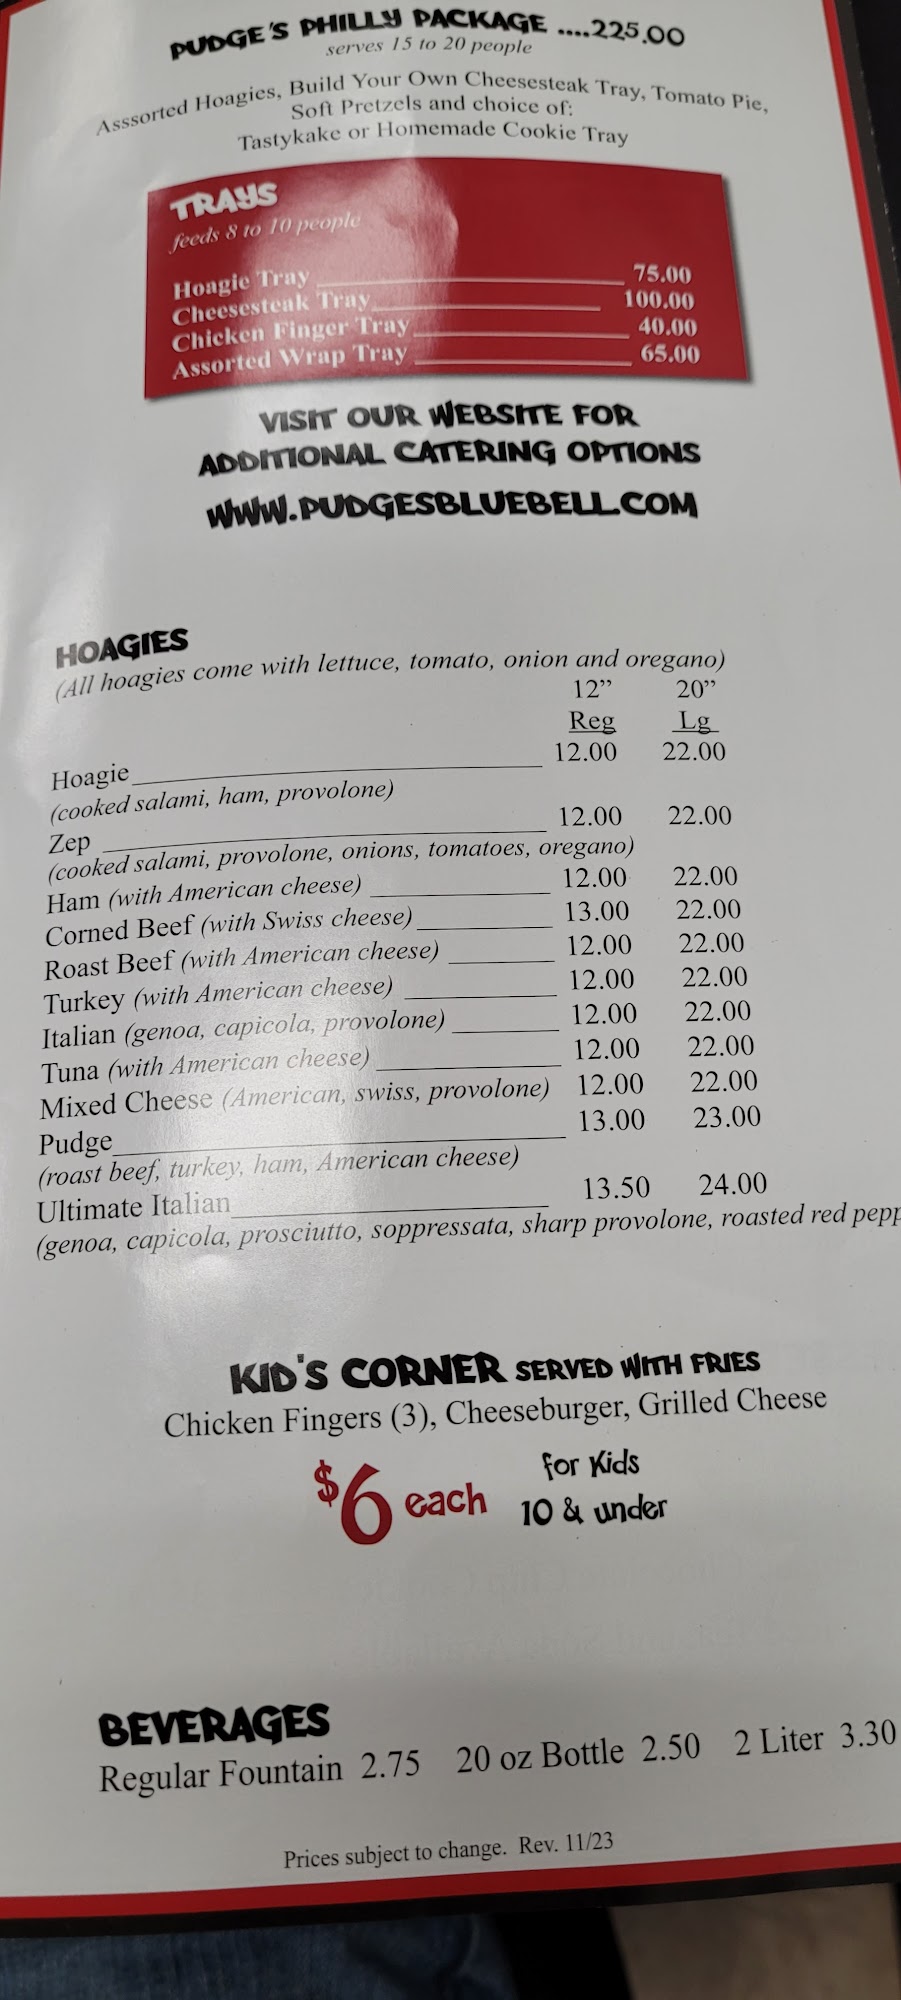 PUDGE'S PHILLY PACKAGE ....225.00
serves 15 to 20 people
Asssorted Hoagies, Build Your Own Cheesesteak Tray, Tomato Pie,
Soft Pretzels and choice of:
Tastykake or Homemade Cookie Tray
TRAYS
feeds 8 to 10 people
Hoagie Tray 75.00
Cheesesteak Tray 100.00
Chicken Finger Tray 40.00
Assorted Wrap Tray 65.00
VISIT OUR WEBSITE FOR
ADDITIONAL CATERING OPTIONS
WWW.PUDGESBLUEBELL.COM
HOAGIES
(All hoagies come with lettuce, tomato, onion and oregano)
12" 20"
Reg Lg
Hoagie 12.00 22.00
(cooked salami, ham, provolone)
Zep 12.00 22.00
(cooked salami, provolone, onions, tomatoes, oregano)
Ham (with American cheese) 12.00 22.00
Corned Beef (with Swiss cheese) 13.00 22.00
Roast Beef (with American cheese) 12.00 22.00
Turkey (with American cheese) 12.00 22.00
Italian (genoa, capicola, provolone) 12.00 22.00
Tuna (with American cheese) 12.00 22.00
Mixed Cheese (American, swiss, provolone) 12.00 22.00
Pudge 13.00 23.00
(roast beef, turkey, ham, American cheese)
Ultimate Italian 13.50 24.00
(genoa, capicola, prosciutto, soppressata, sharp provolone, roasted red pepp
KID'S CORNER SERVED WITH FRIES
Chicken Fingers (3), Cheeseburger, Grilled Cheese
$6 each for Kids
10 & under
BEVERAGES
Regular Fountain 2.75 20 oz Bottle 2.50 2 Liter 3.30
Prices subject to change. Rev. 11/23